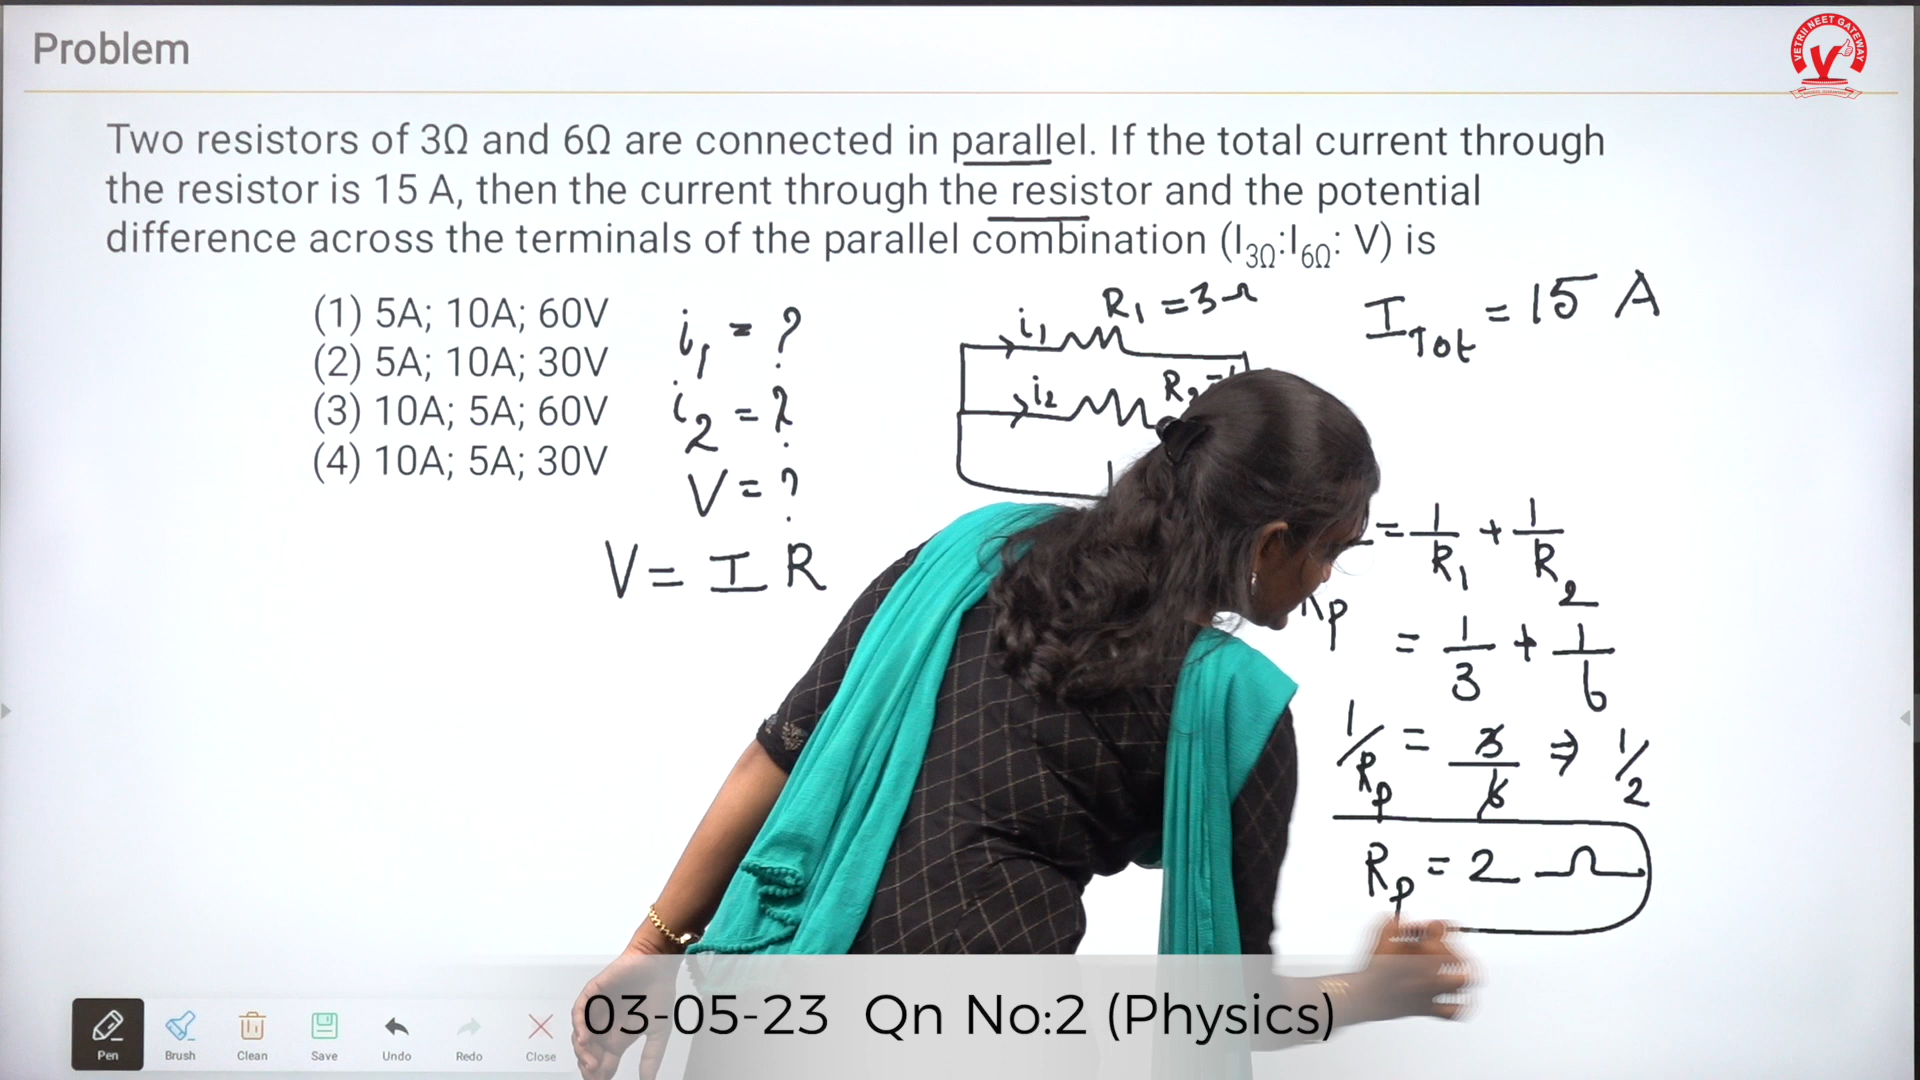 Problem
VETRII NEET GATEWAY
Two resistors of 3Ω and 6Ω are connected in parallel. If the total current through
the resistor is 15 A, then the current through the resistor and the potential
difference across the terminals of the parallel combination (I3Ω:I6Ω: V) is
(1) 5A; 10A; 60V
(2) 5A; 10A; 30V
(3) 10A; 5A; 60V
(4) 10A; 5A; 30V
i1 = ?
i2 = ?
V = ?
V = I R
R1 = 3Ω
i1
i2
ITot = 15 A
= 1/R1 + 1/R2
= 1/3 + 1/6
1/Rp = 3/6 ⇒ 1/2
Rp = 2 Ω
03-05-23 Qn No:2 (Physics)
Pen Brush Clean Save Undo Redo Close